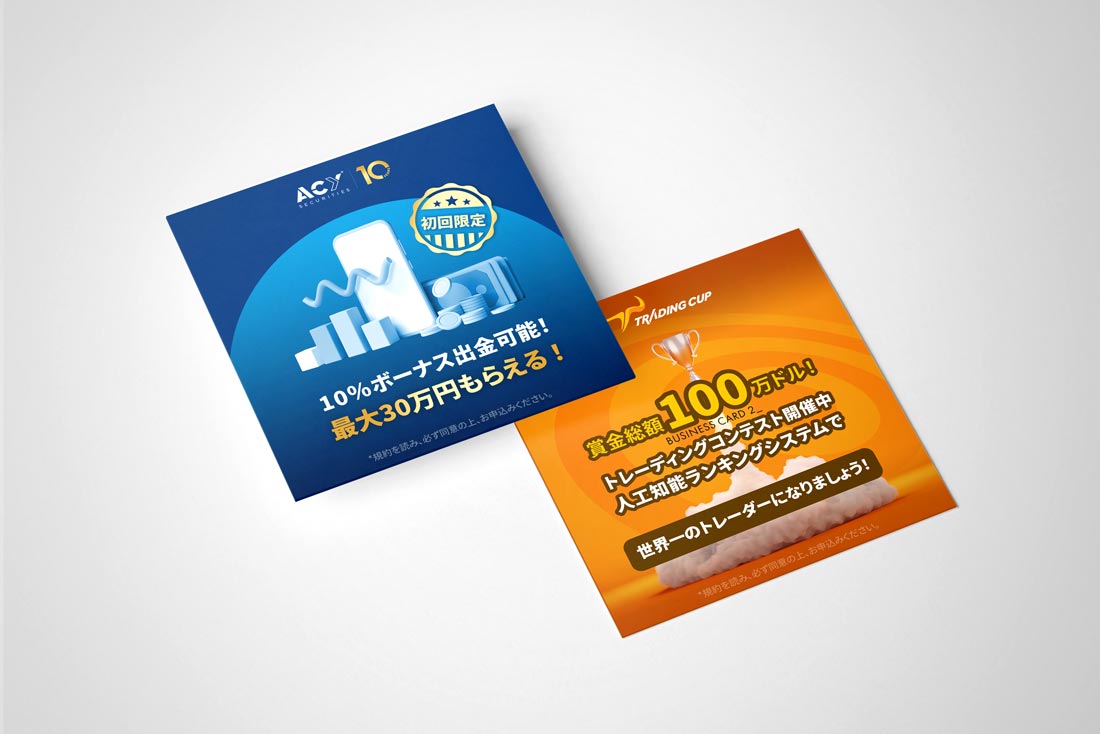 ACY
SECURITIES
10
初回限定
10%ボーナス出金可能！
最大30万円もらえる！
*規約を読み、必ず同意の上、お申込みください。
TRADING CUP
賞金総額100万ドル！
BUSINESS CARD 2_
トレーディングコンテスト開催中
人工知能ランキングシステムで
世界一のトレーダーになりましょう！
*規約を読み、必ず同意の上、お申込みください。